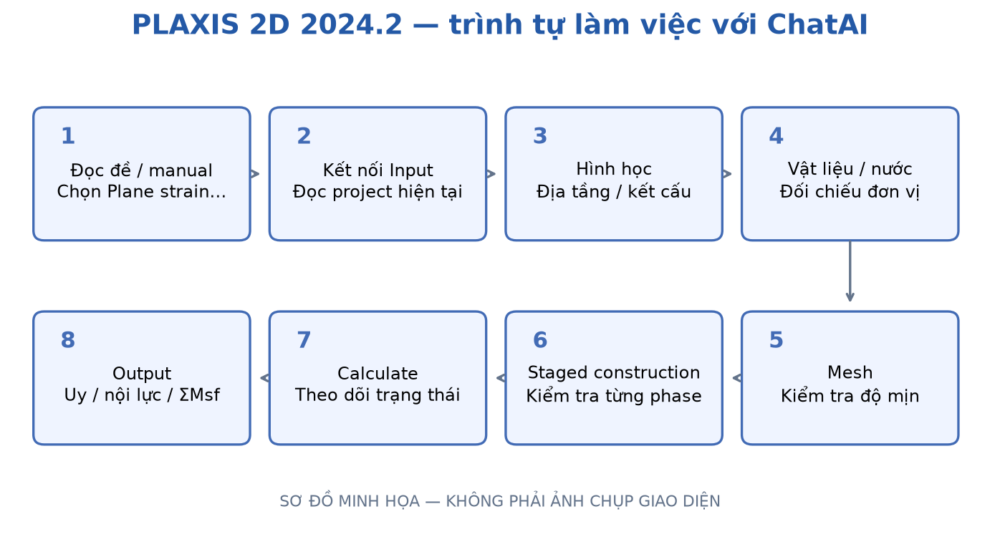 PLAXIS 2D 2024.2 — trình tự làm việc với ChatAI
1
Đọc đề / manual
Chọn Plane strain...
2
Kết nối Input
Đọc project hiện tại
3
Hình học
Địa tầng / kết cấu
4
Vật liệu / nước
Đối chiếu đơn vị
8
Output
Uy / nội lực / ΣMsf
7
Calculate
Theo dõi trạng thái
6
Staged construction
Kiểm tra từng phase
5
Mesh
Kiểm tra độ mịn
SƠ ĐỒ MINH HỌA — KHÔNG PHẢI ẢNH CHỤP GIAO DIỆN